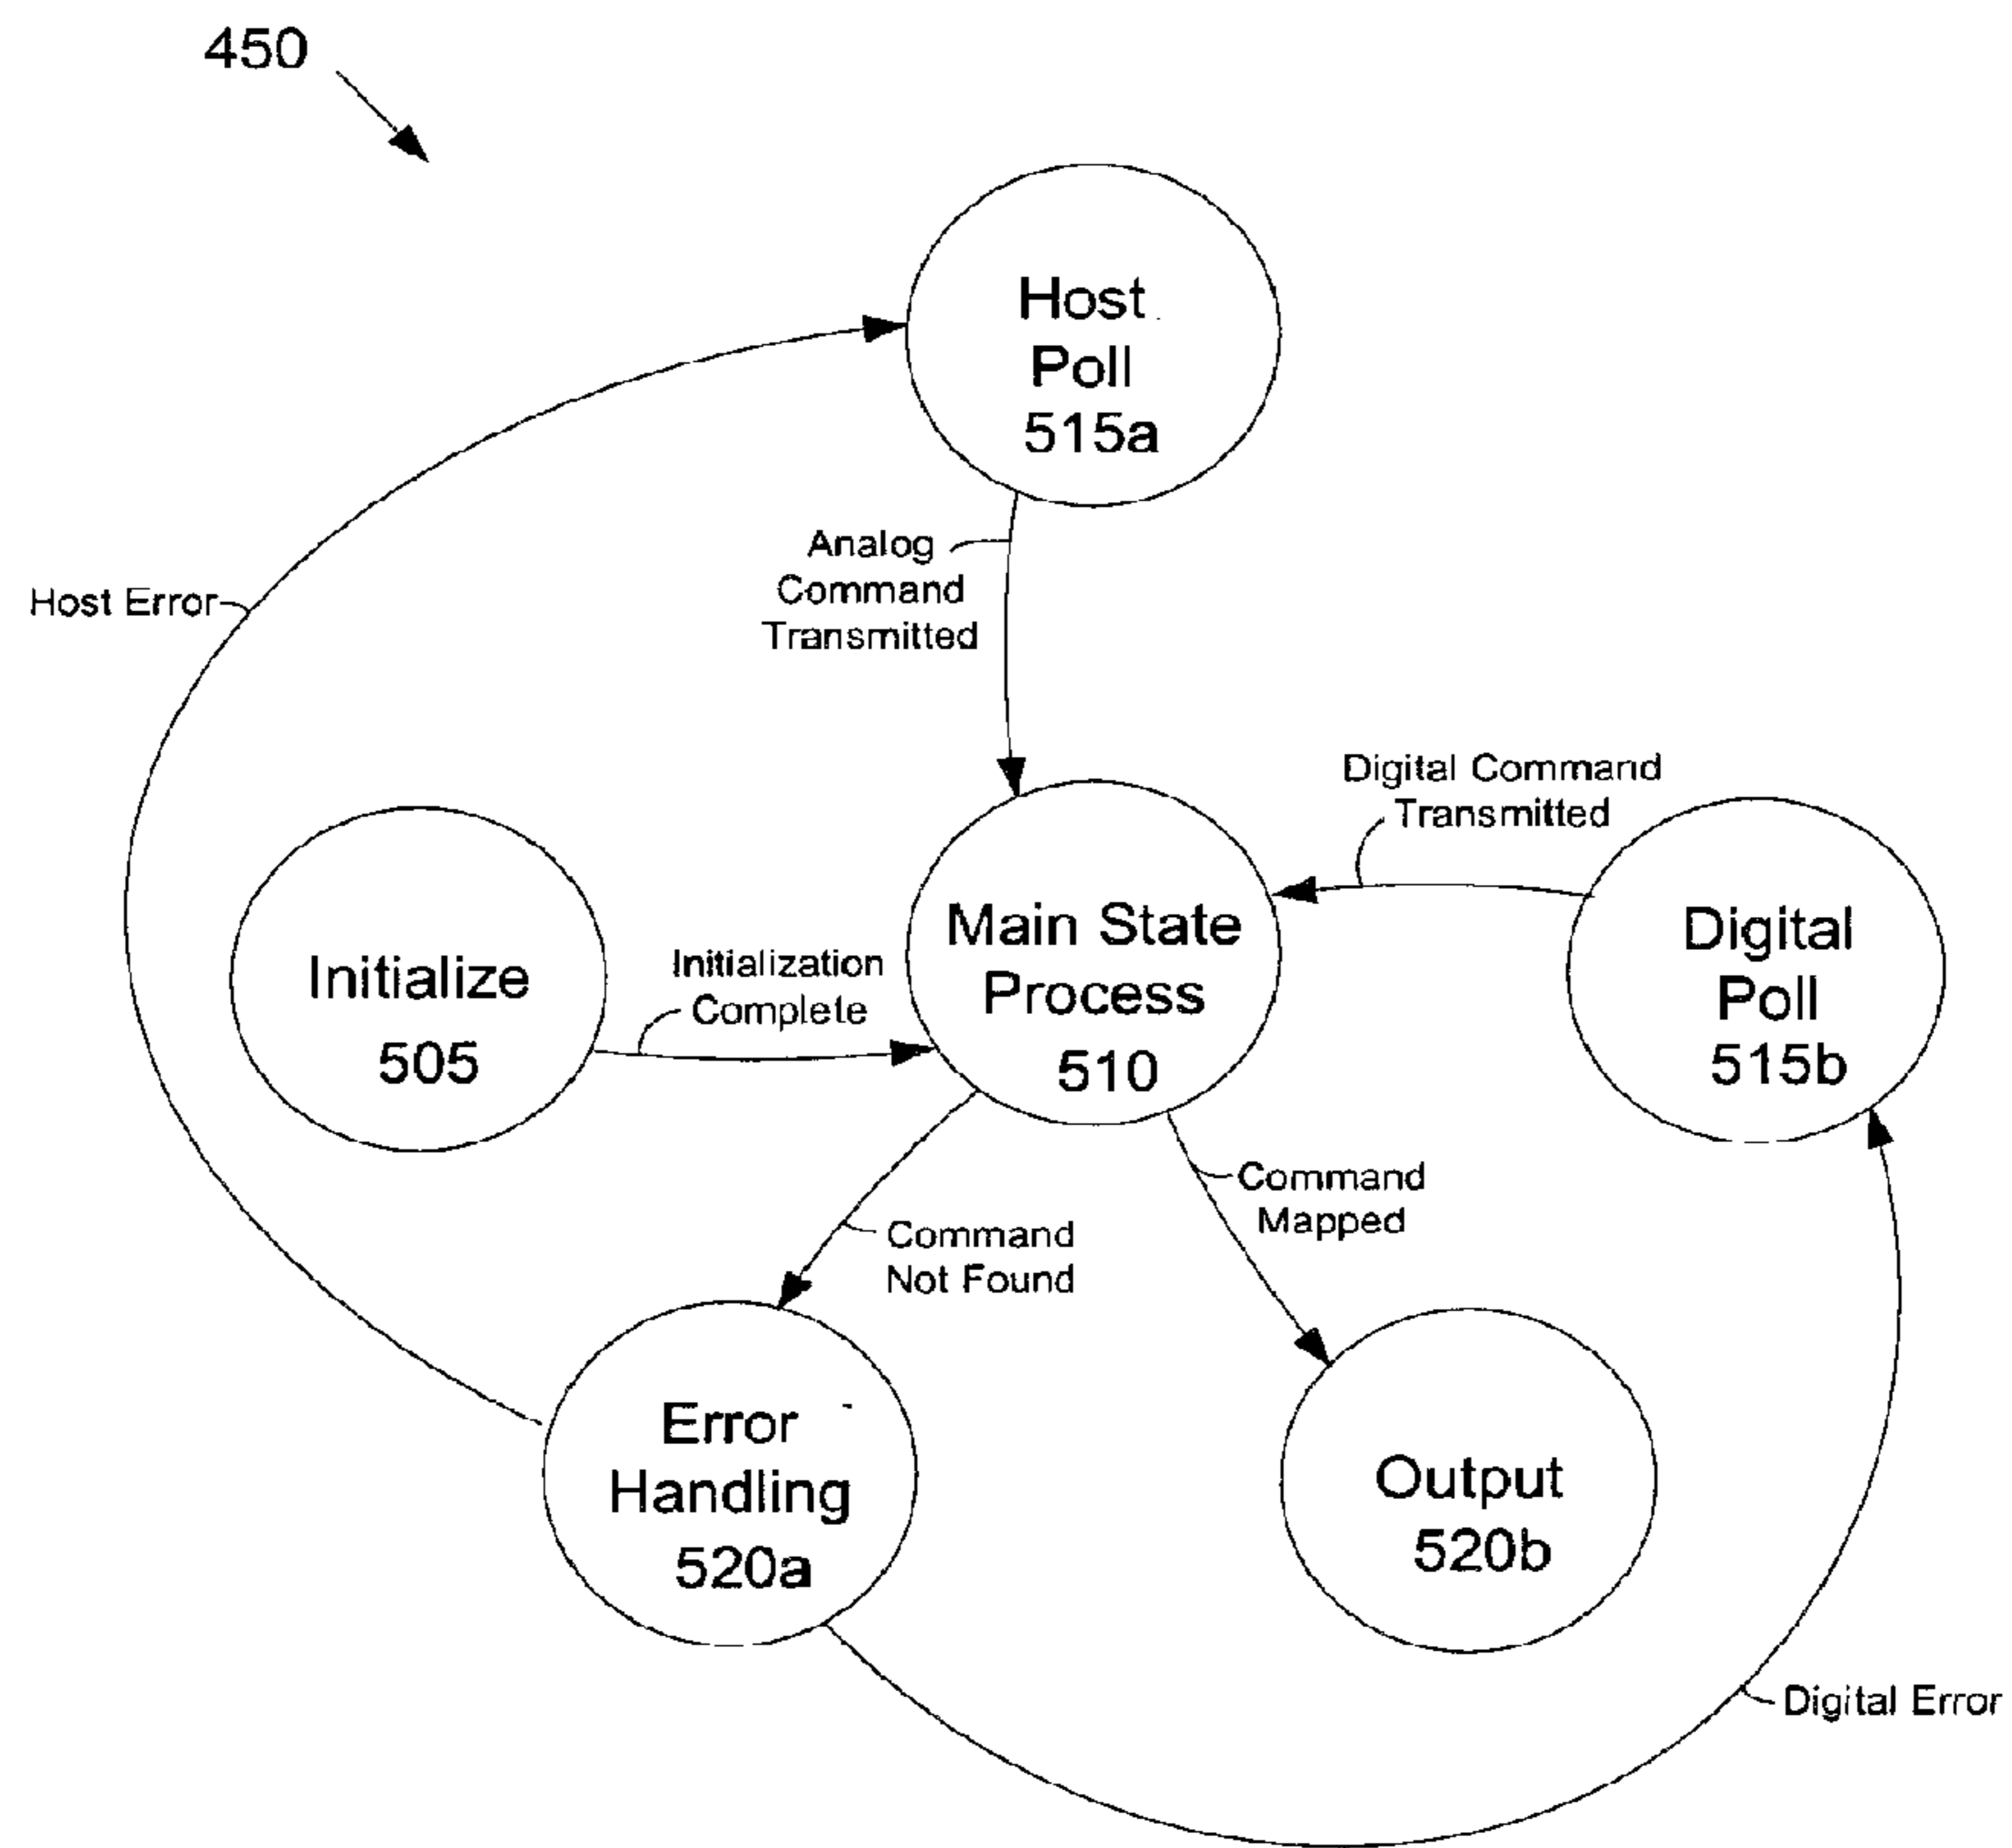 450
Host
Poll
515a
Analog
Command
Transmitted
Host Error
Digital Command
Transmitted
Initialize
505
Initialization
Complete
Main State
Process
510
Digital
Poll
515b
Command
Not Found
Command
Mapped
Error
Handling
520a
Output
520b
Digital Error